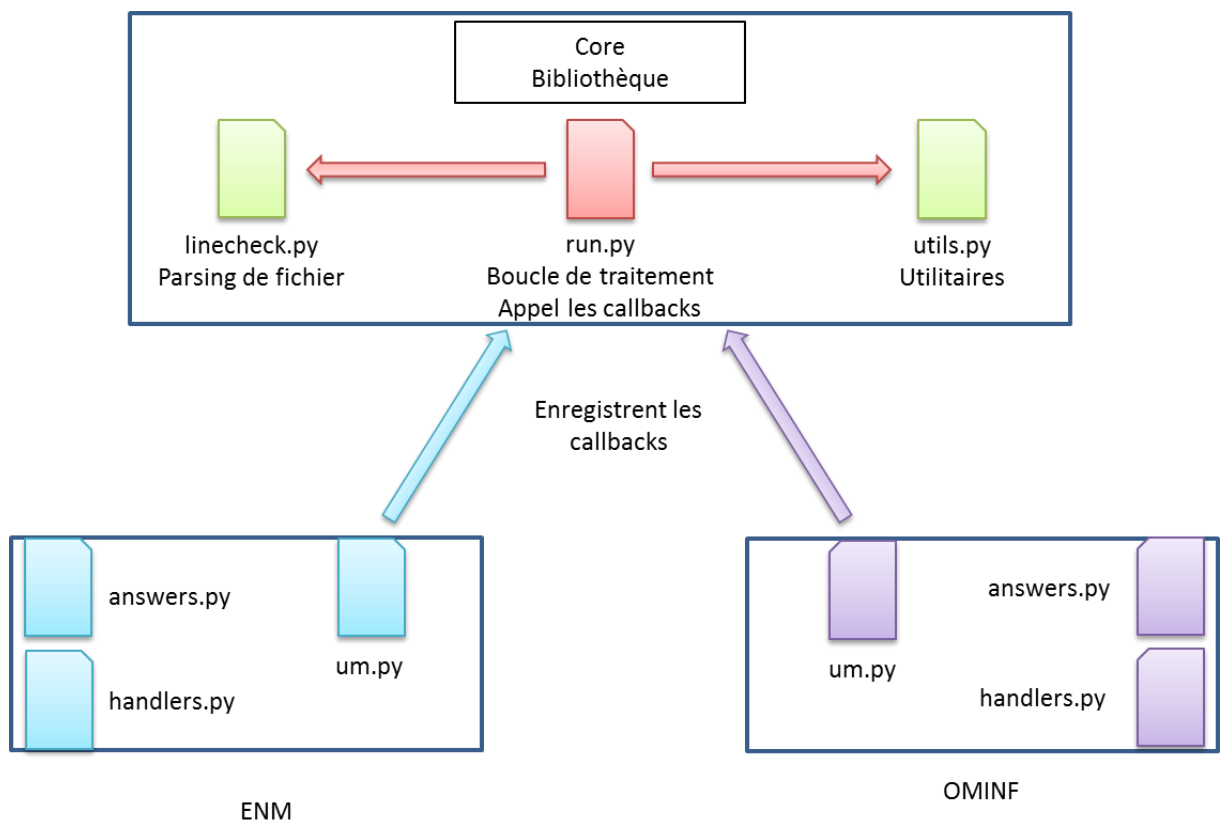 Core
Bibliothèque
linecheck.py
Parsing de fichier
run.py
Boucle de traitement
Appel les callbacks
utils.py
Utilitaires
Enregistrent les
callbacks
answers.py
handlers.py
um.py
ENM
um.py
answers.py
handlers.py
OMINF